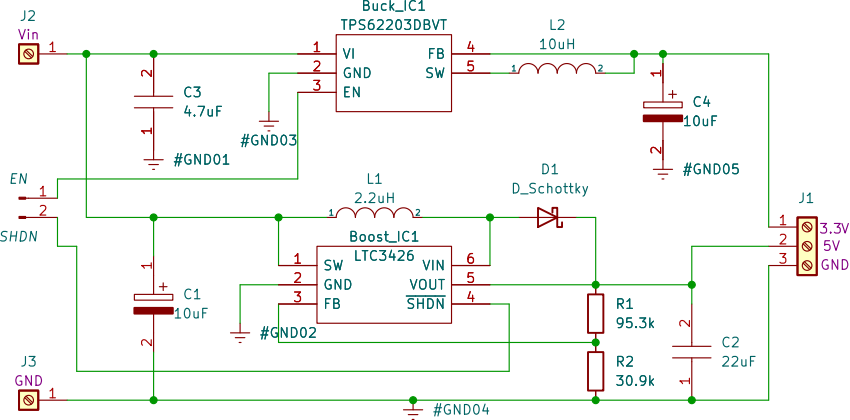 J2
Vin
1
Buck_IC1
TPS62203DBVT
1 VI FB 4
2 GND SW 5
3 EN
L2
10uH
1 2
2
C3
4.7uF
1
#GND01
#GND03
1
C4
10uF
2
#GND05
EN
1
2
SHDN
L1
2.2uH
1 2
D1
D_Schottky
J1
1 3.3V
2 5V
3 GND
Boost_IC1
LTC3426
1 SW VIN 6
2 GND VOUT 5
3 FB SHDN 4
1
C1
10uF
2
#GND02
R1
95.3k
R2
30.9k
2
C2
22uF
1
J3
GND
1
#GND04